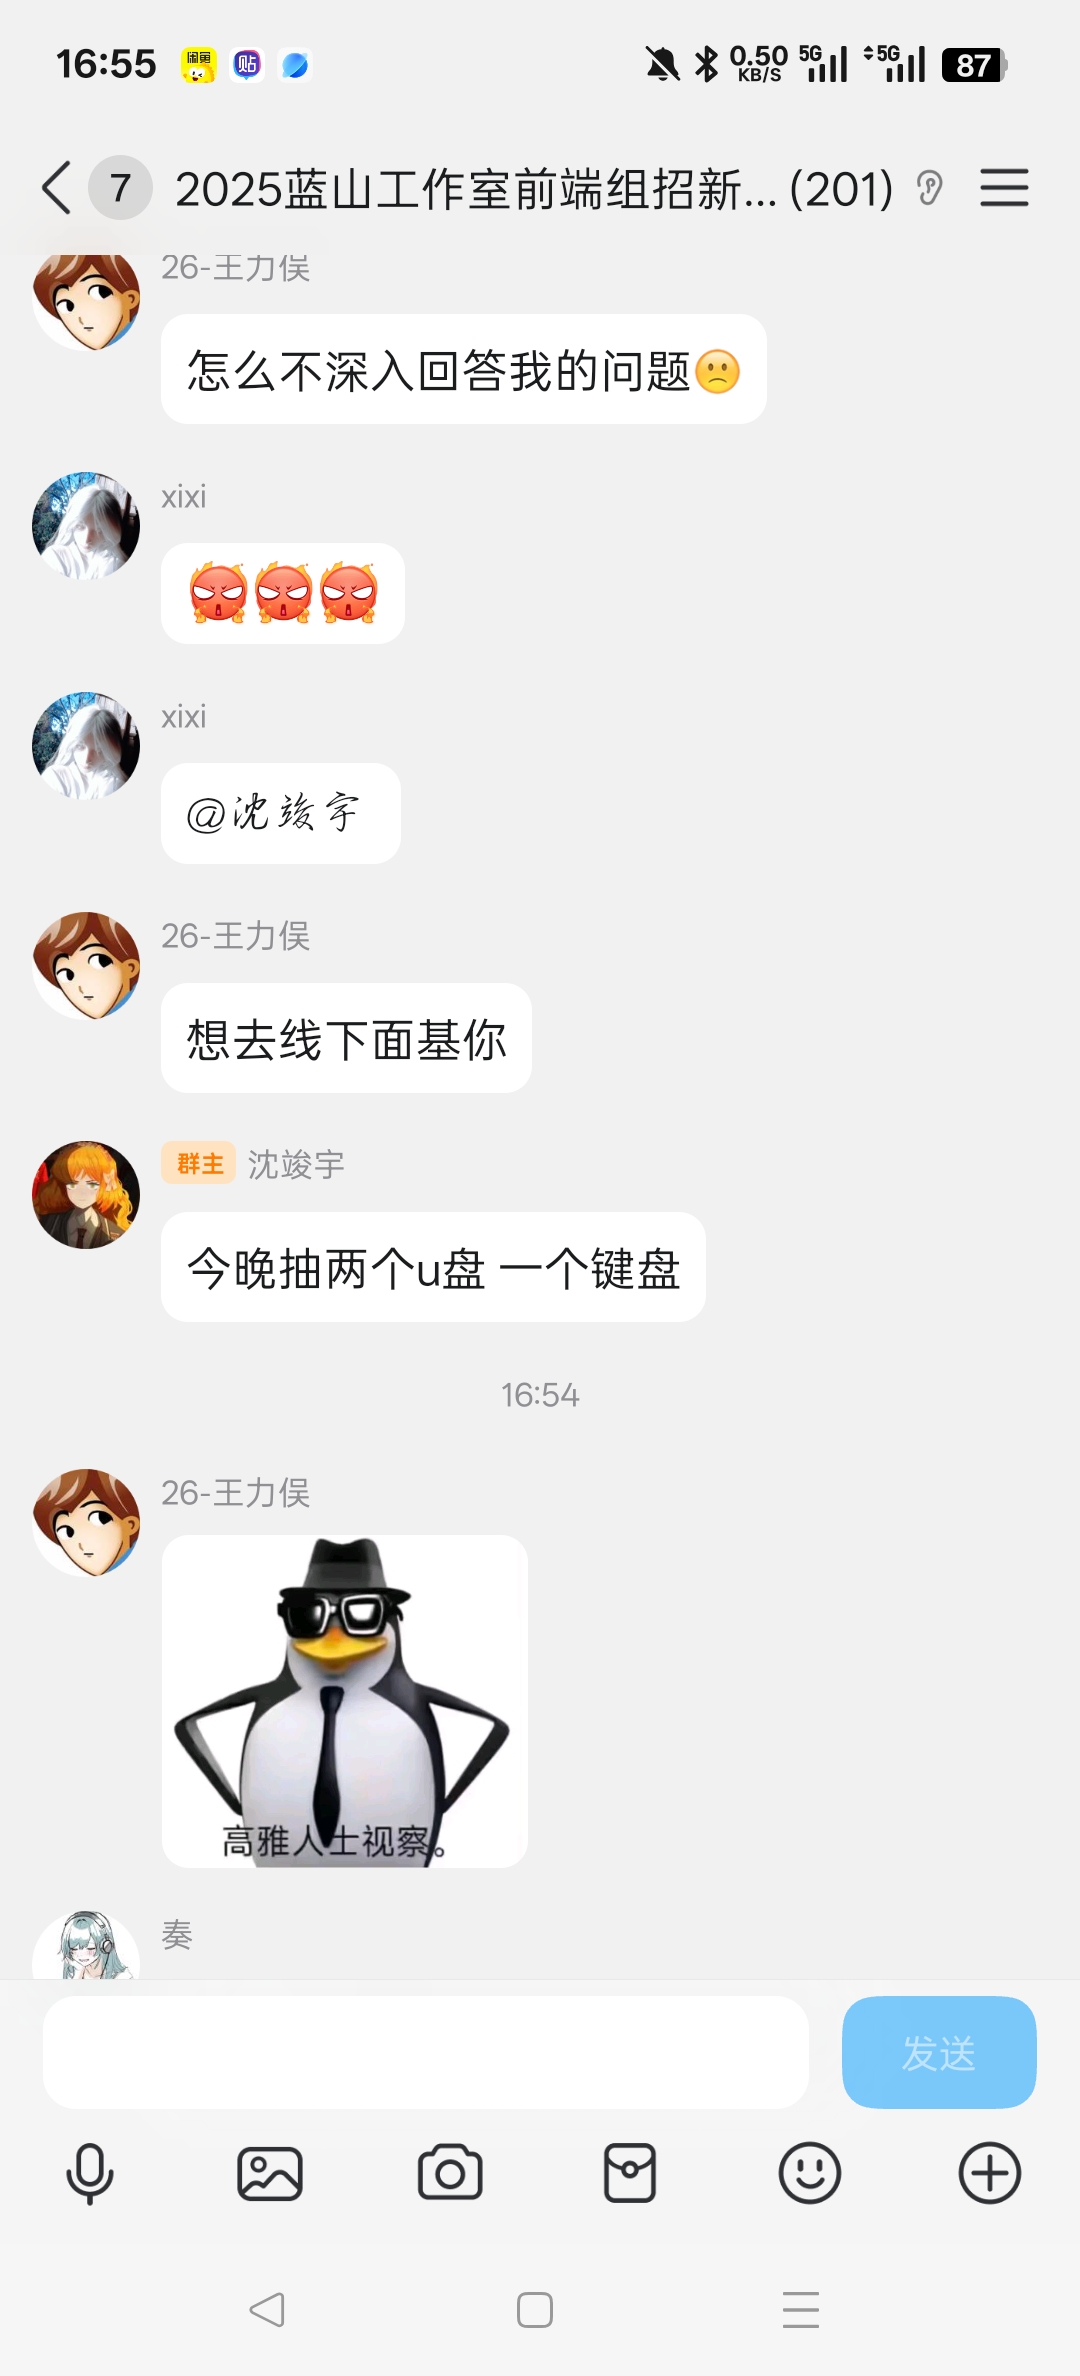 16:55
闲鱼
贴
0.50
KB/S
5G
5G
87
7
2025蓝山工作室前端组招新... (201)
26-王力俣
怎么不深入回答我的问题
xixi
xixi
@沈竣宇
26-王力俣
想去线下面基你
群主 沈竣宇
今晚抽两个u盘 一个键盘
16:54
26-王力俣
高雅人士视察。
奏
发送